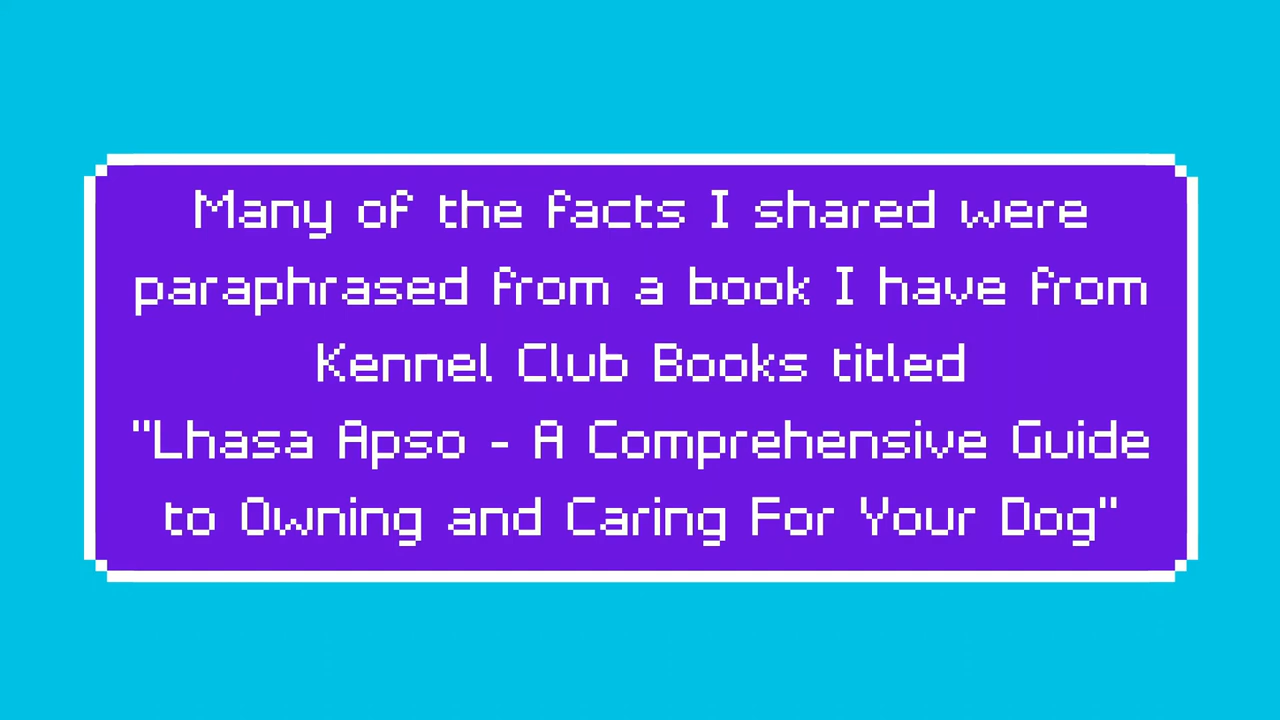 Many of the facts I shared were
paraphrased from a book I have from
Kennel Club Books titled
"Lhasa Apso - A Comprehensive Guide
to Owning and Caring For Your Dog"